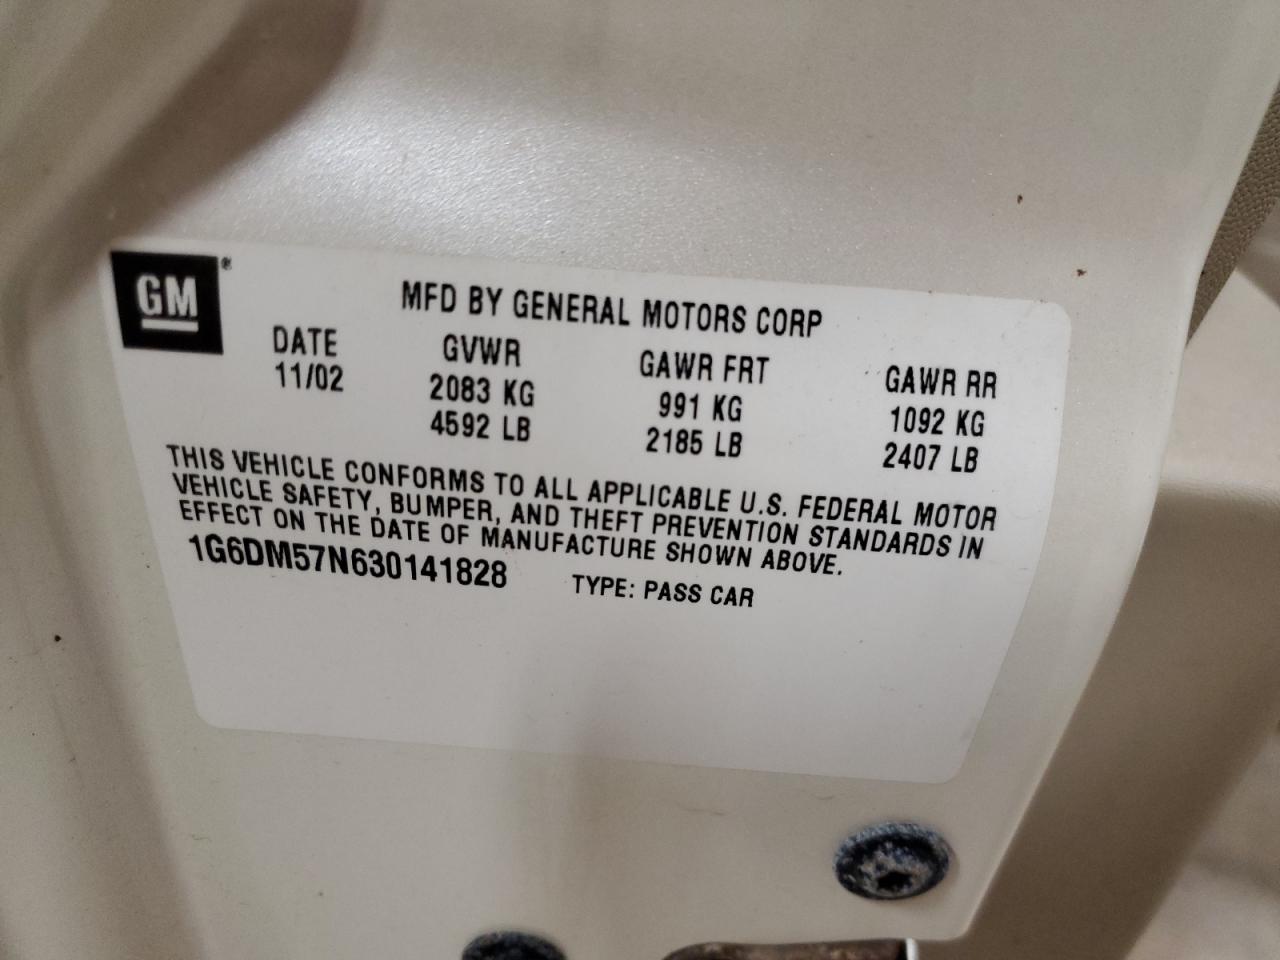 GM®
MFD BY GENERAL MOTORS CORP
DATE GVWR GAWR FRT GAWR RR
11/02 2083 KG 991 KG 1092 KG
4592 LB 2185 LB 2407 LB
THIS VEHICLE CONFORMS TO ALL APPLICABLE U.S. FEDERAL MOTOR
VEHICLE SAFETY, BUMPER, AND THEFT PREVENTION STANDARDS IN
EFFECT ON THE DATE OF MANUFACTURE SHOWN ABOVE.
1G6DM57N630141828 TYPE: PASS CAR